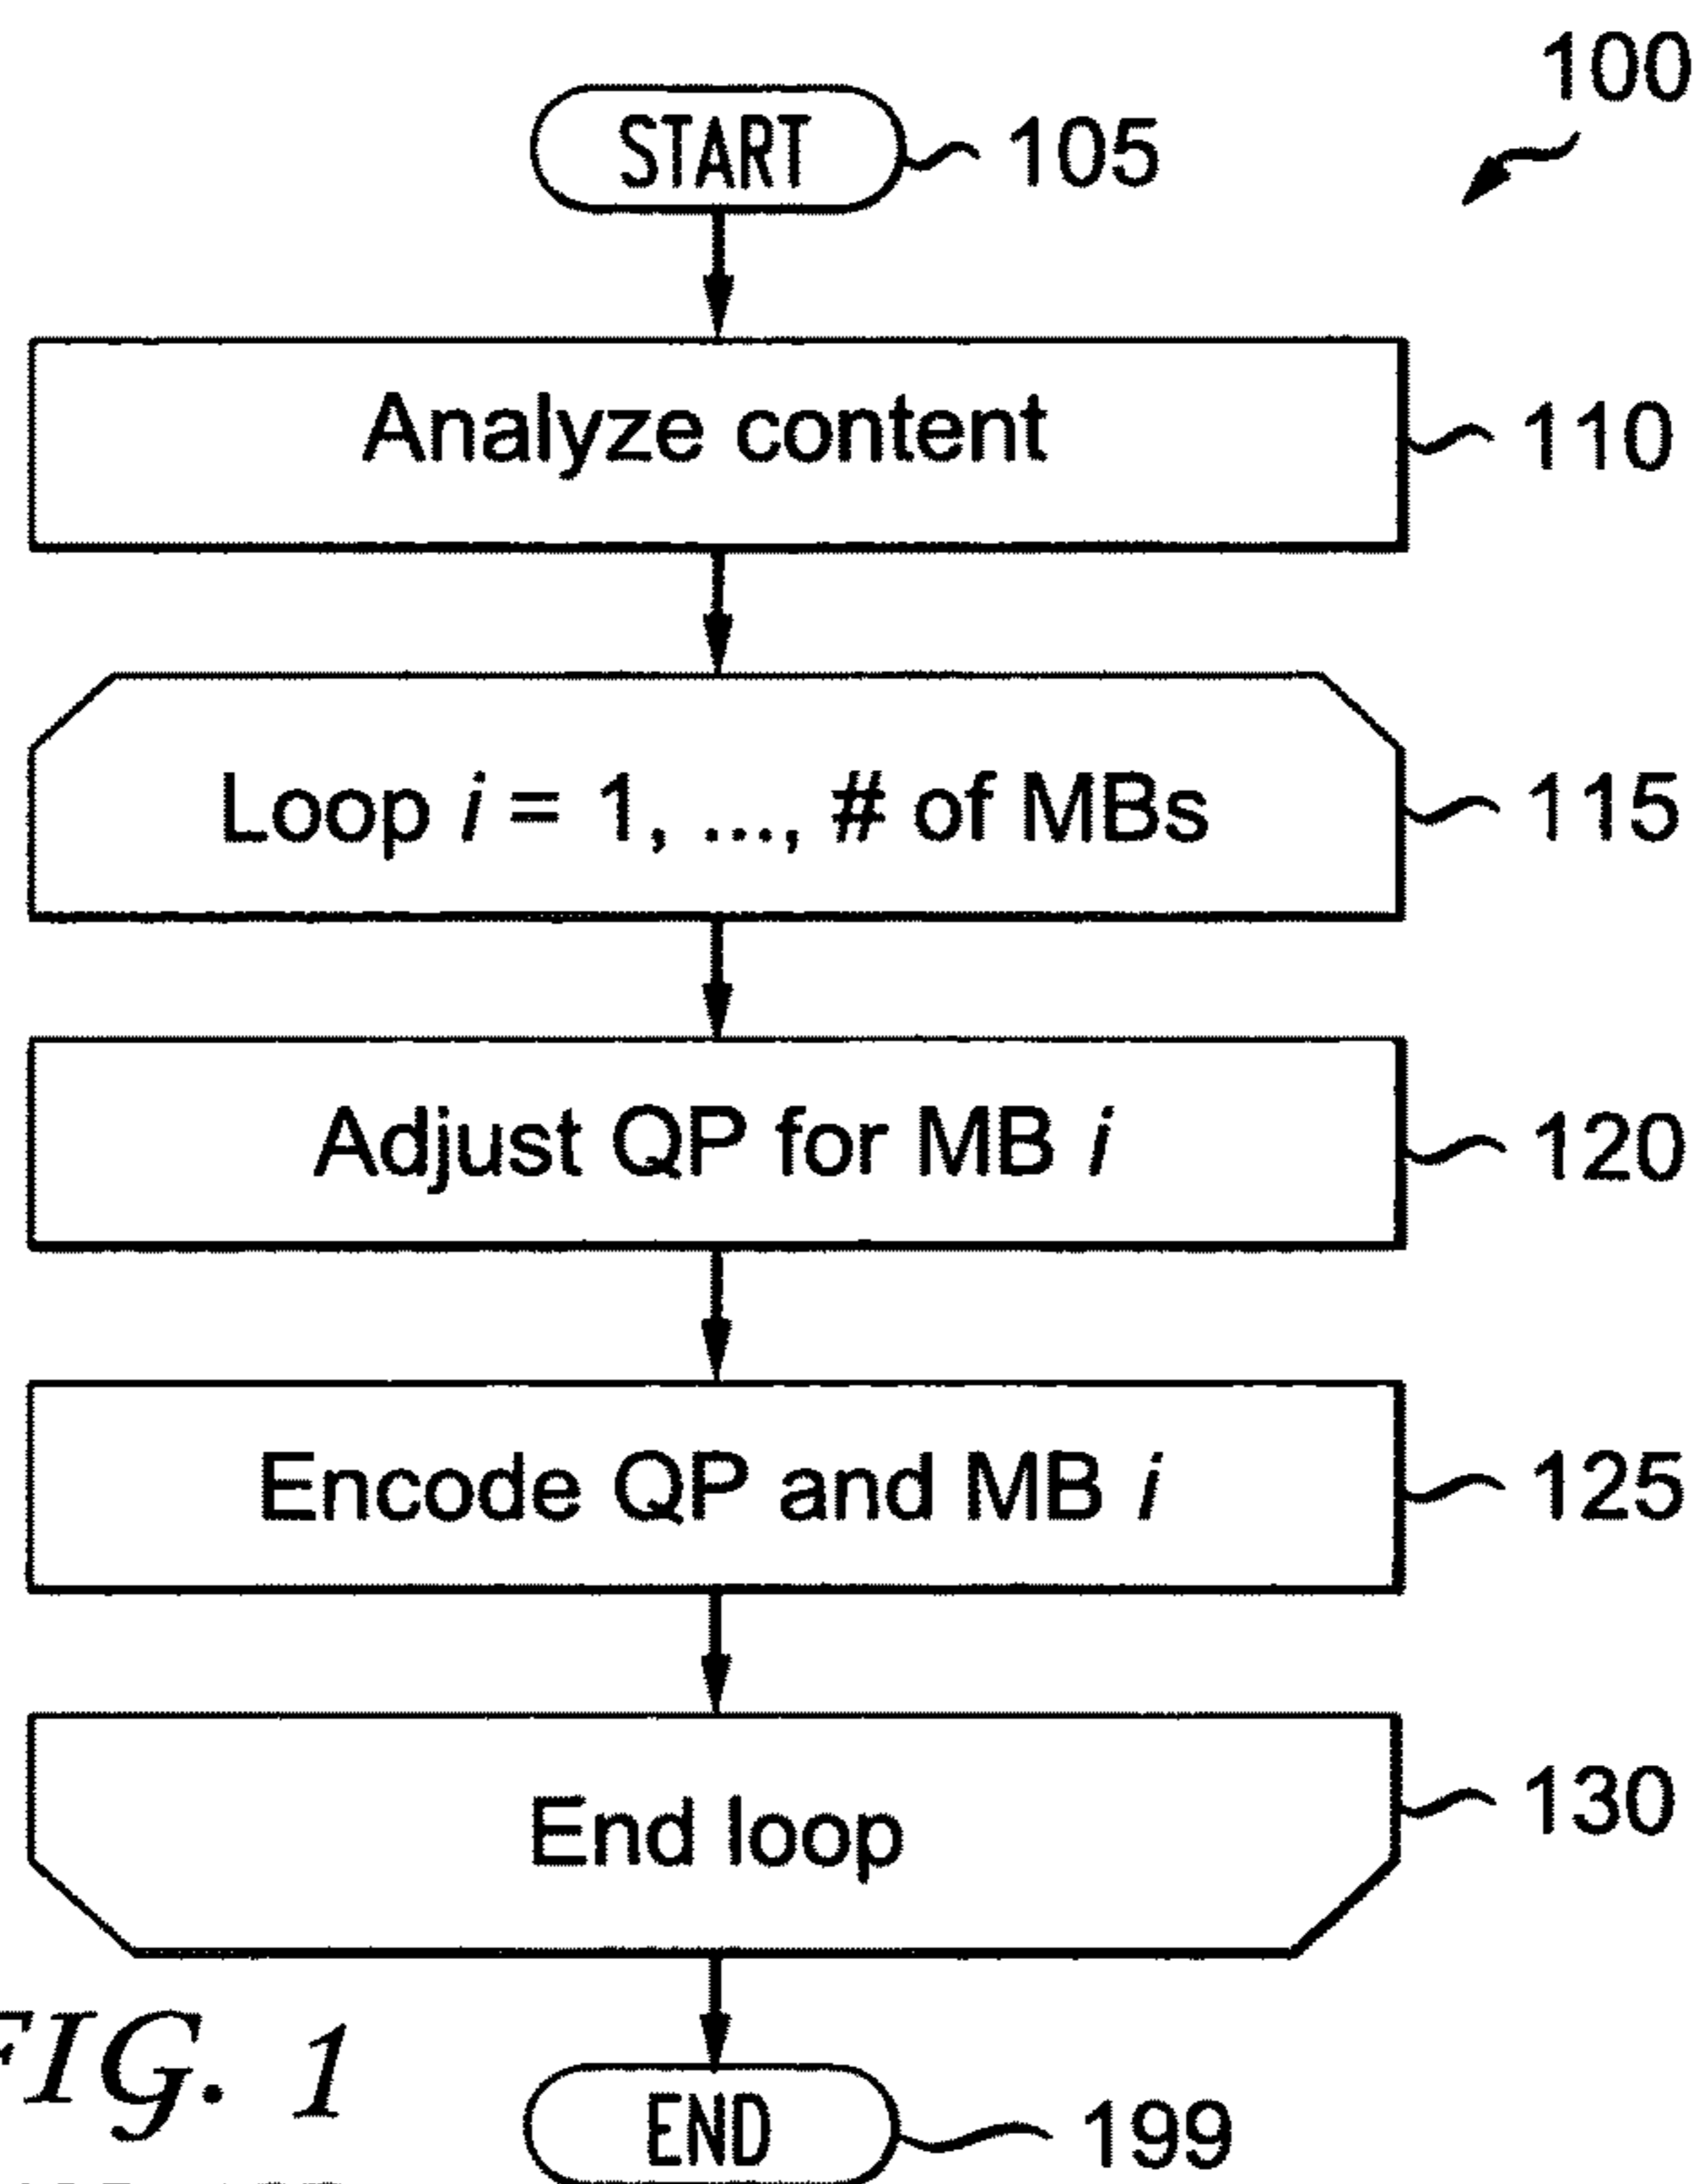 100
START 105
Analyze content 110
Loop i = 1, ..., # of MBs 115
Adjust QP for MB i 120
Encode QP and MB i 125
End loop 130
FIG. 1
END 199